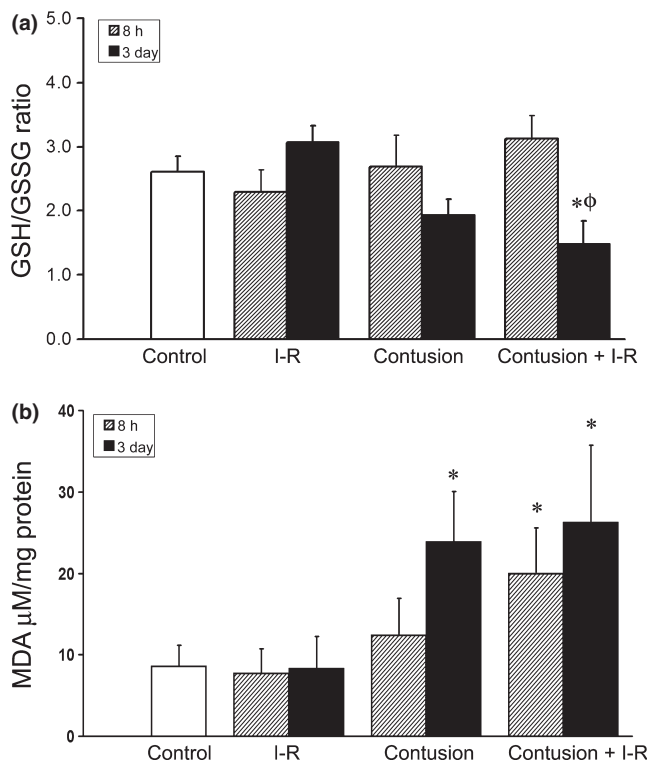 (a)
8 h
3 day
GSH/GSSG ratio
5.0
4.0
3.0
2.0
1.0
0.0
*ϕ
Control
I-R
Contusion
Contusion + I-R
(b)
8 h
3 day
MDA μM/mg protein
40
30
20
10
0
*
*
*
Control
I-R
Contusion
Contusion + I-R